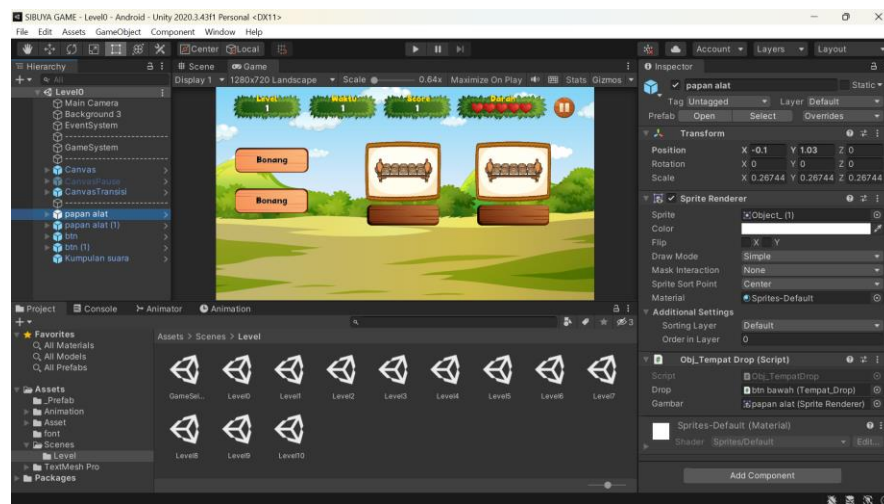 SIBUYA GAME - Level0 - Android - Unity 2020.3.43f1 Personal <DX11>
File Edit Assets GameObject Component Window Help
Center Local Account Layers Layout
Hierarchy
All
Level0
Main Camera
Background 3
EventSystem
------------------------
GameSystem
------------------------
Canvas
CanvasPause
CanvasTransisi
------------------------
papan alat
papan alat (1)
btn
btn (1)
Kumpulan suara
Scene Game
Display 1 1280x720 Landscape Scale 0.64x Maximize On Play Stats Gizmos
Level Waktu Score Darah
1 1 1
Bonang
Bonang
Inspector
papan alat Static
Tag Untagged Layer Default
Prefab Open Select Overrides
Transform
Position X -0.1 Y 1.03 Z 0
Rotation X 0 Y 0 Z 0
Scale X 0.26744 Y 0.26744 Z 0.26744
Sprite Renderer
Sprite Object_ (1)
Color
Flip X Y
Draw Mode Simple
Mask Interaction None
Sprite Sort Point Center
Material Sprites-Default
Additional Settings
Sorting Layer Default
Order in Layer 0
Obj_Tempat Drop (Script)
Script Obj_TempatDrop
Drop btn bawah (Tempat_Drop)
Gambar papan alat (Sprite Renderer)
Sprites-Default (Material)
Shader Sprites/Default Edit...
Add Component
Project Console Animator Animation
3
Favorites
All Materials
All Models
All Prefabs
Assets
_Prefab
Animation
Asset
font
Scenes
Level
TextMesh Pro
Packages
Assets > Scenes > Level
GameSel... Level0 Level1 Level2 Level3 Level4 Level5 Level6 Level7
Level8 Level9 Level10